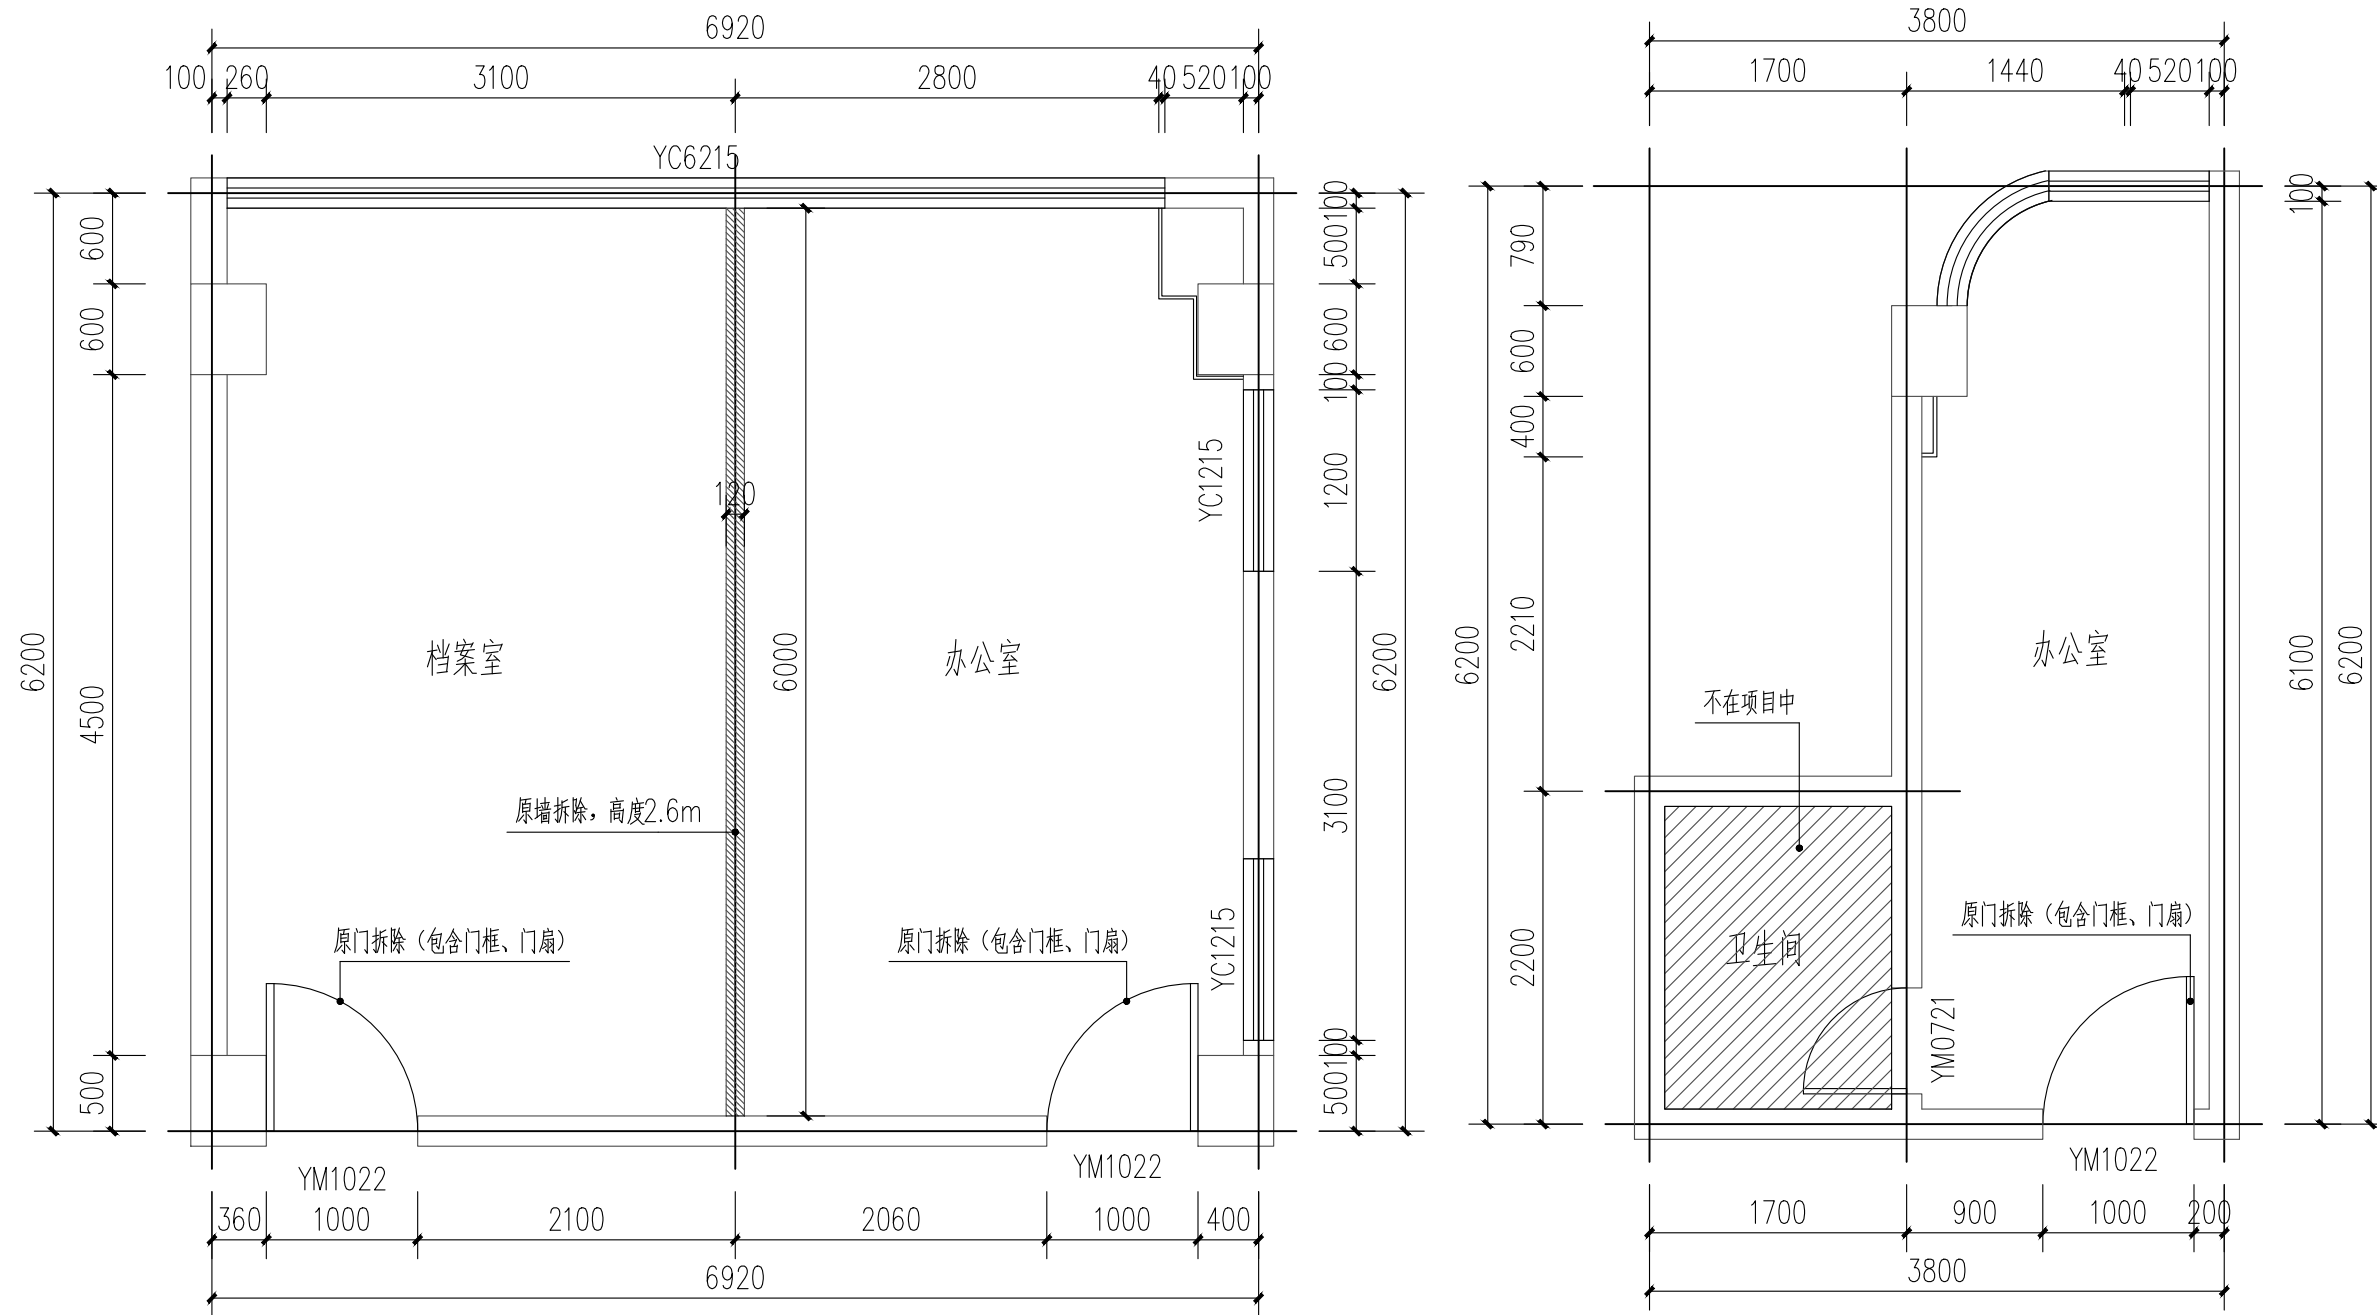 6920
100 260 3100 2800 40 520 100
YC6215
600
600
4500
500
6200
120
6000
档案室
办公室
原墙拆除，高度2.6m
原门拆除（包含门框、门扇）
原门拆除（包含门框、门扇）
YC1215
YC1215
100
500
600
100
1200
3100
100
500
6200
YM1022
YM1022
360 1000 2100 2060 1000 400
6920
3800
1700 1440 40 520 100
790
600
400
2210
2200
6200
100
6100
6200
办公室
不在项目中
原门拆除（包含门框、门扇）
卫生间
YM0721
YM1022
1700 900 1000 200
3800